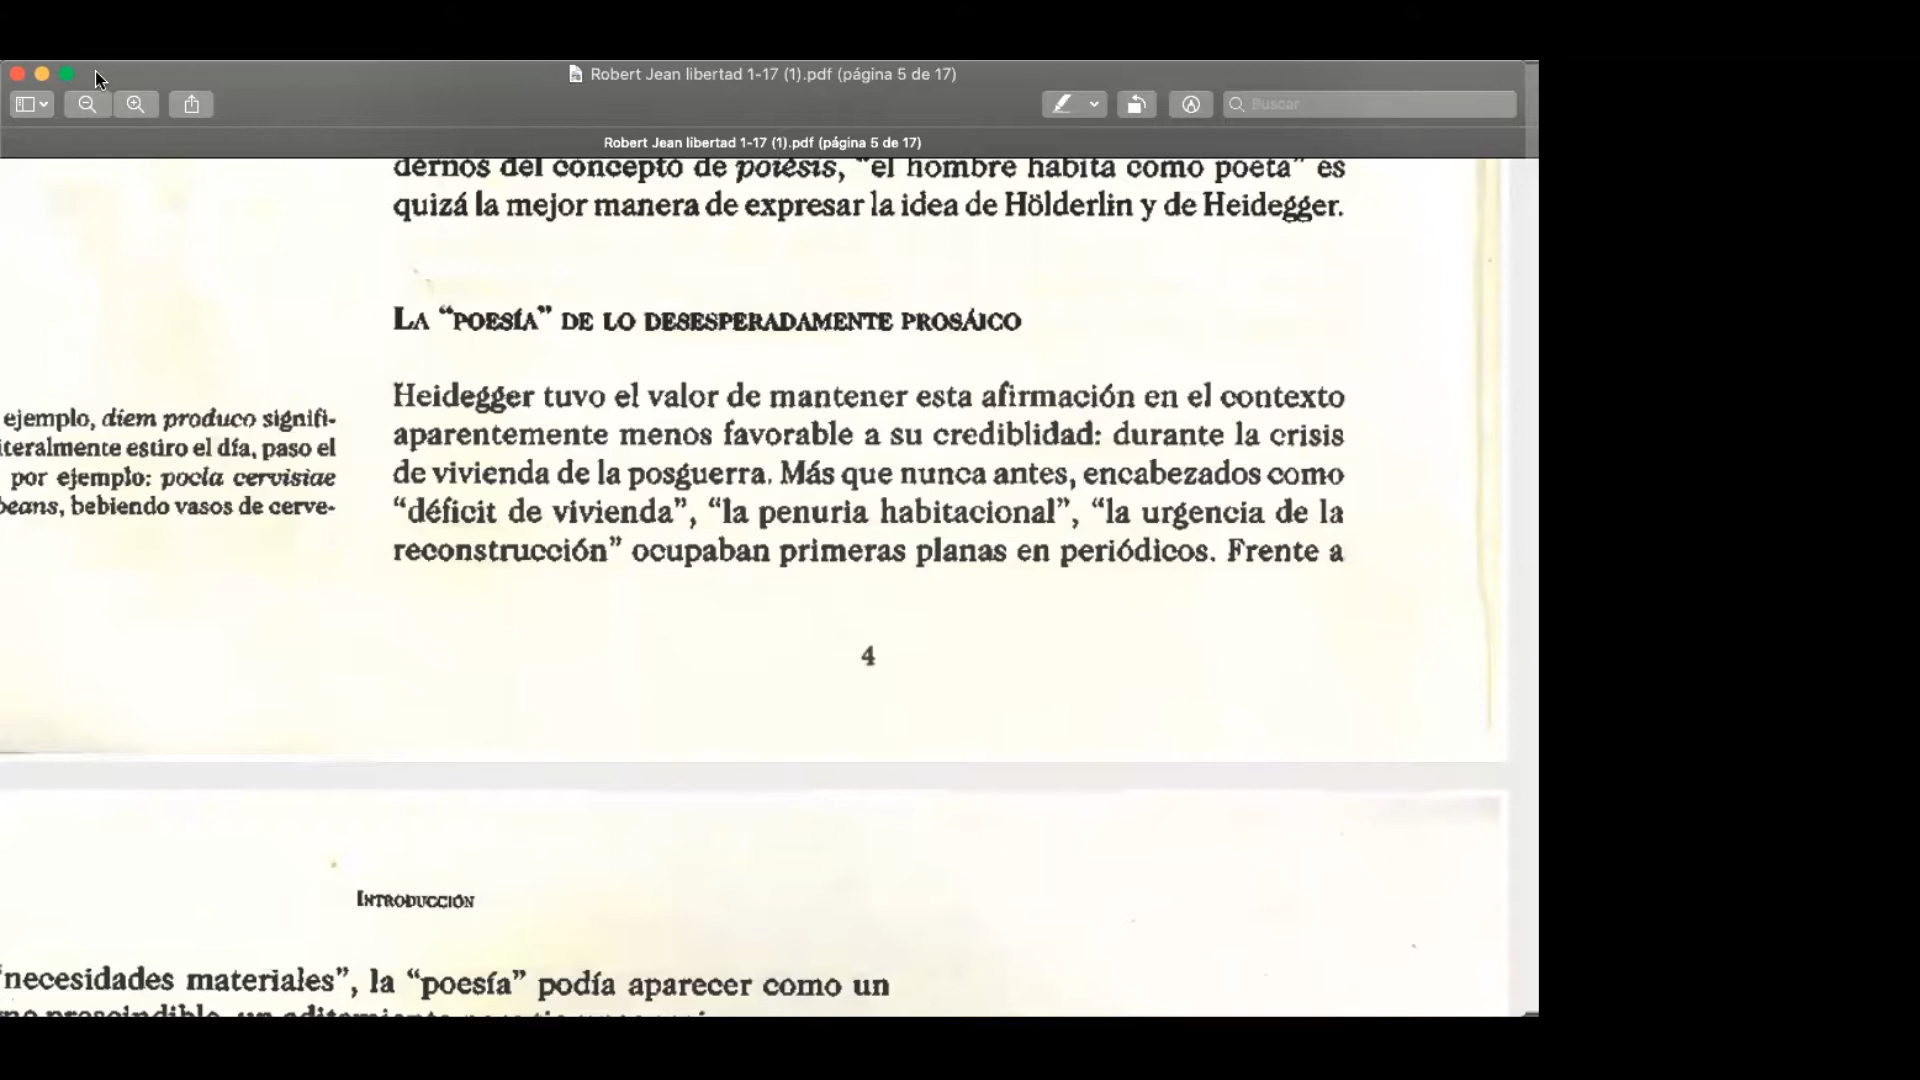 Robert Jean libertad 1-17 (1).pdf (página 5 de 17)
Buscar
Robert Jean libertad 1-17 (1).pdf (página 5 de 17)
dernos del concepto de poiēsis, “el hombre habita como poeta” es
quizá la mejor manera de expresar la idea de Hölderlin y de Heidegger.
LA “POESÍA” DE LO DESESPERADAMENTE PROSÁICO
Heidegger tuvo el valor de mantener esta afirmación en el contexto
aparentemente menos favorable a su crediblidad: durante la crisis
de vivienda de la posguerra. Más que nunca antes, encabezados como
“déficit de vivienda”, “la penuria habitacional”, “la urgencia de la
reconstrucción” ocupaban primeras planas en periódicos. Frente a
ejemplo, diem produco signifi-
iteralmente estiro el día, paso el
por ejemplo: pocla cervisiae
beans, bebiendo vasos de cerve-
4
INTRODUCCIÓN
“necesidades materiales”, la “poesía” podía aparecer como un